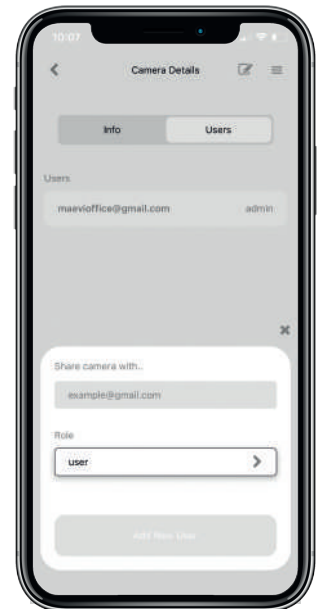 10:07
Camera Details
Info Users
Users
maevioffice@gmail.com admin
Share camera with..
example@gmail.com
Role
user
Add New User